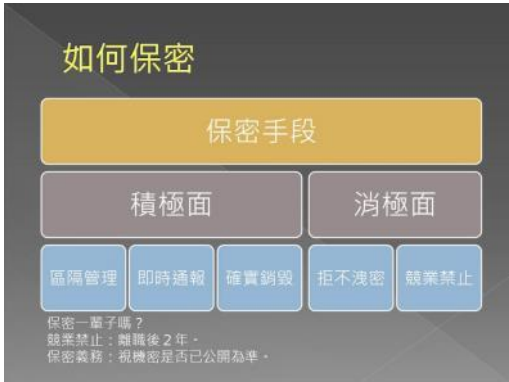 如何保密
保密手段
積極面
消極面
區隔管理
即時通報
確實銷毀
拒不洩密
競業禁止
保密一輩子嗎？
競業禁止：離職後２年。
保密義務：視機密是否已公開為準。